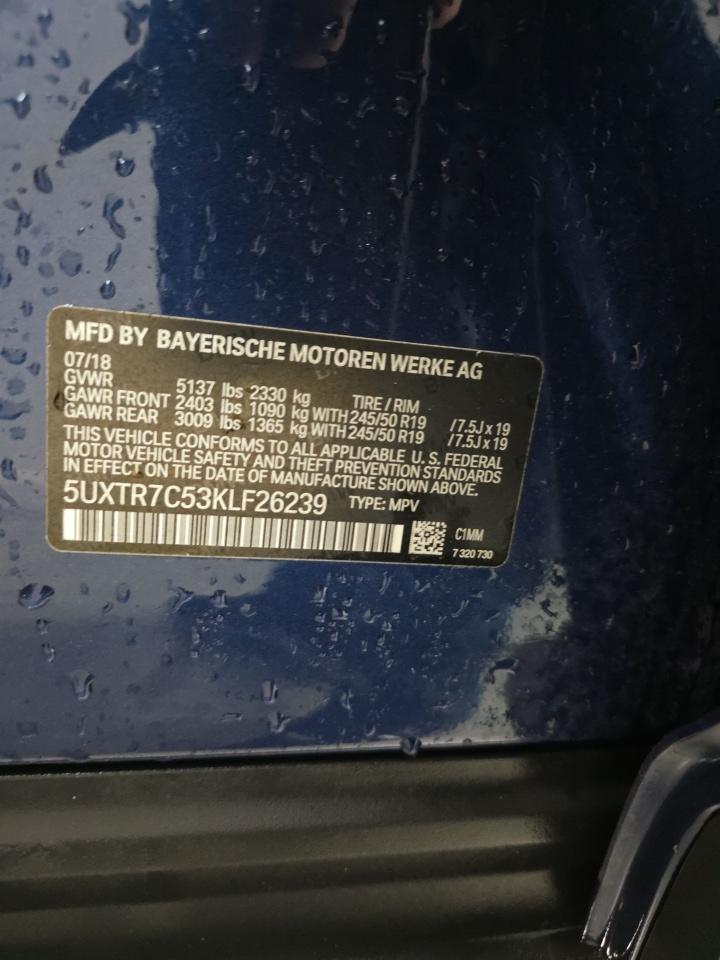 MFD BY BAYERISCHE MOTOREN WERKE AG
07/18
GVWR 5137 lbs 2330 kg TIRE / RIM
GAWR FRONT 2403 lbs 1090 kg WITH 245/50 R19 /7.5J x 19
GAWR REAR 3009 lbs 1365 kg WITH 245/50 R19 /7.5J x 19
THIS VEHICLE CONFORMS TO ALL APPLICABLE U. S. FEDERAL
MOTOR VEHICLE SAFETY AND THEFT PREVENTION STANDARDS
IN EFFECT ON THE DATE OF MANUFACTURE SHOWN ABOVE.
5UXTR7C53KLF26239 TYPE: MPV
C1MM
7 320 730